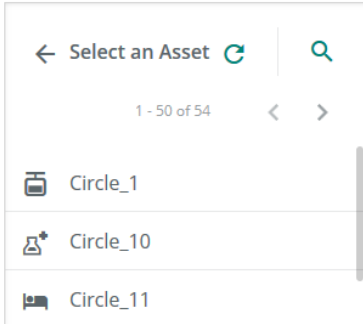 Select an Asset
1 - 50 of 54
Circle_1
Circle_10
Circle_11